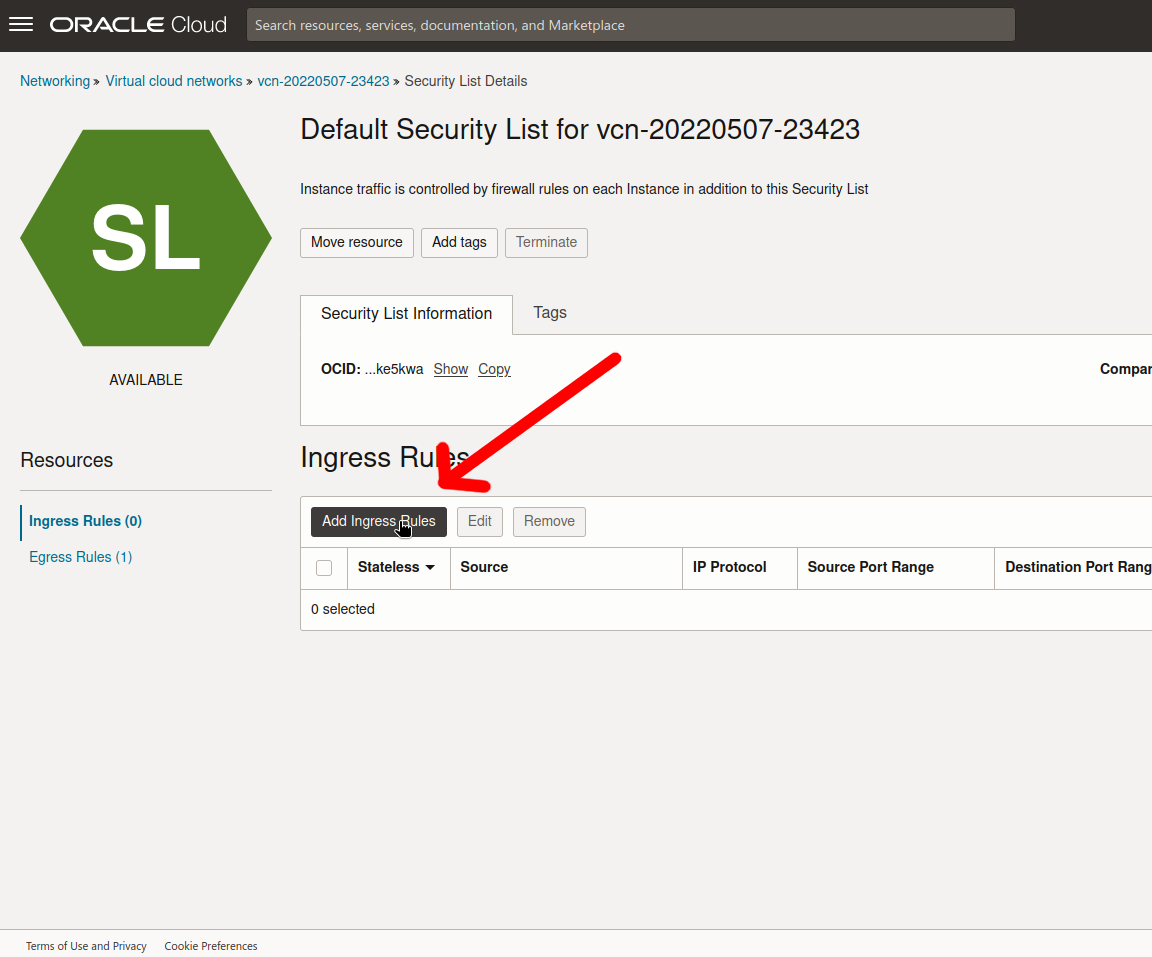 ORACLE Cloud
Search resources, services, documentation, and Marketplace
Networking » Virtual cloud networks » vcn-20220507-23423 » Security List Details
SL
AVAILABLE
Default Security List for vcn-20220507-23423
Instance traffic is controlled by firewall rules on each Instance in addition to this Security List
Move resource Add tags Terminate
Security List Information Tags
OCID: ...ke5kwa Show Copy Compar
Resources
Ingress Rules (0)
Egress Rules (1)
Ingress Rules
Add Ingress Rules Edit Remove
Stateless Source IP Protocol Source Port Range Destination Port Rang
0 selected
Terms of Use and Privacy Cookie Preferences